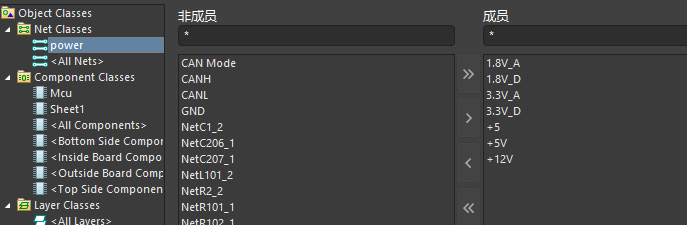 Object Classes
Net Classes
power
<All Nets>
Component Classes
Mcu
Sheet1
<All Components>
<Bottom Side Compor
<Inside Board Compo
<Outside Board Comp
<Top Side Componen
Layer Classes
<All Layers>
非成员
*
CAN Mode
CANH
CANL
GND
NetC1_2
NetC206_1
NetC207_1
NetL101_2
NetR2_2
NetR101_1
NetR102_1
成员
*
1.8V_A
1.8V_D
3.3V_A
3.3V_D
+5
+5V
+12V